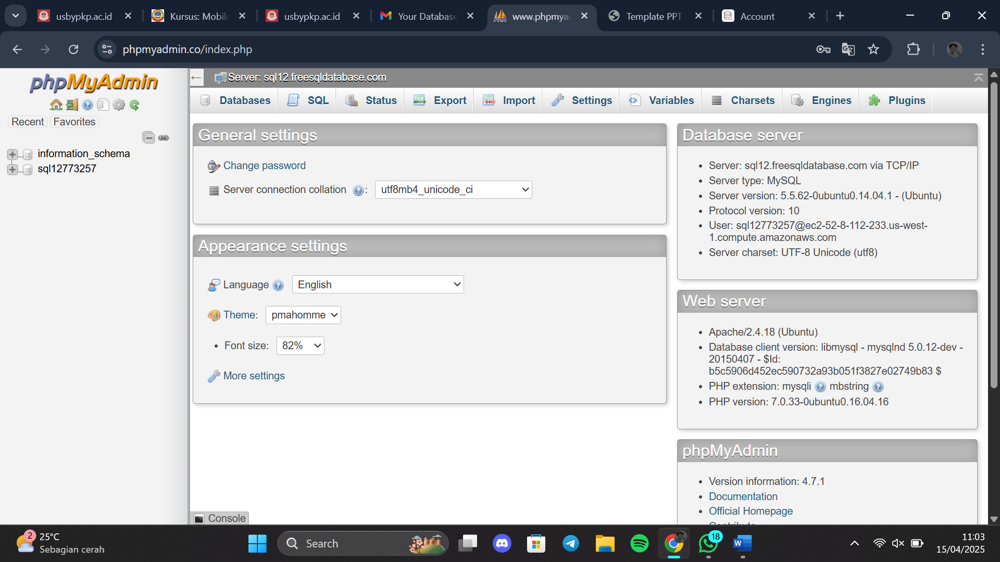 usbypkp.ac.id
Kursus: Mobile
usbypkp.ac.id
Your Database
www.phpmyad
Template PPT
Account
phpmyadmin.co/index.php
phpMyAdmin
Recent
Favorites
information_schema
sql12773257
Server: sql12.freesqldatabase.com
Databases
SQL
Status
Export
Import
Settings
Variables
Charsets
Engines
Plugins
General settings
Change password
Server connection collation : utf8mb4_unicode_ci
Appearance settings
Language English
Theme: pmahomme
• Font size: 82%
More settings
Database server
• Server: sql12.freesqldatabase.com via TCP/IP
• Server type: MySQL
• Server version: 5.5.62-0ubuntu0.14.04.1 - (Ubuntu)
• Protocol version: 10
• User: sql12773257@ec2-52-8-112-233.us-west-
1.compute.amazonaws.com
• Server charset: UTF-8 Unicode (utf8)
Web server
• Apache/2.4.18 (Ubuntu)
• Database client version: libmysql - mysqlnd 5.0.12-dev -
20150407 - $Id:
b5c5906d452ec590732a93b051f3827e02749b83 $
• PHP extension: mysqli mbstring
• PHP version: 7.0.33-0ubuntu0.16.04.16
phpMyAdmin
• Version information: 4.7.1
• Documentation
• Official Homepage
Console
2
25°C
Sebagian cerah
Search
18
11:03
15/04/2025